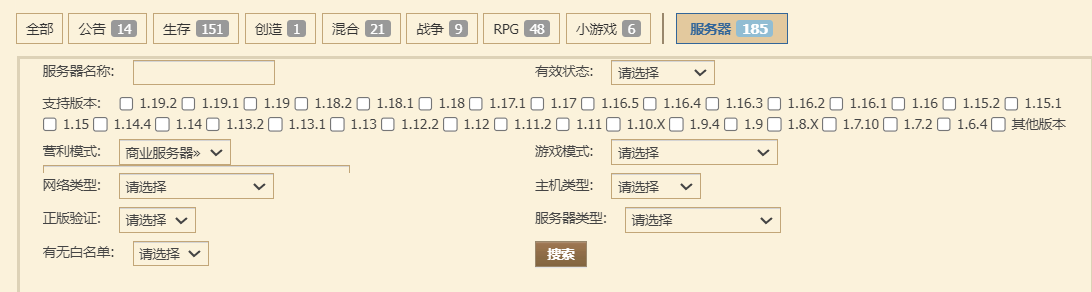 全部 公告 14 生存 151 创造 1 混合 21 战争 9 RPG 48 小游戏 6 服务器 185
服务器名称: 有效状态: 请选择
支持版本: 1.19.2 1.19.1 1.19 1.18.2 1.18.1 1.18 1.17.1 1.17 1.16.5 1.16.4 1.16.3 1.16.2 1.16.1 1.16 1.15.2 1.15.1
1.15 1.14.4 1.14 1.13.2 1.13.1 1.13 1.12.2 1.12 1.11.2 1.11 1.10.X 1.9.4 1.9 1.8.X 1.7.10 1.7.2 1.6.4 其他版本
营利模式: 商业服务器» 游戏模式: 请选择
网络类型: 请选择 主机类型: 请选择
正版验证: 请选择 服务器类型: 请选择
有无白名单: 请选择 搜索